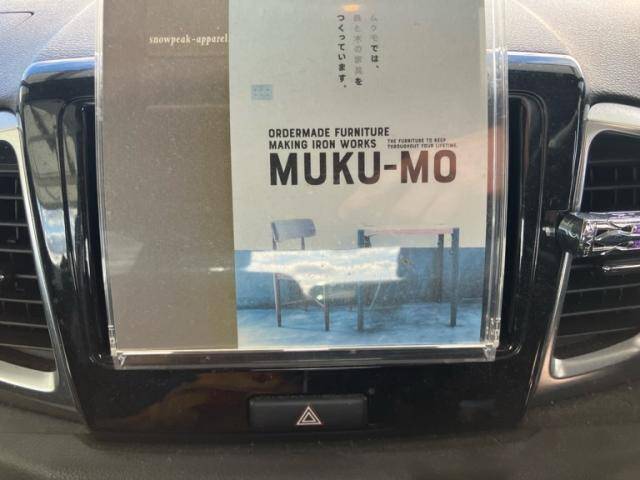 snowpeak-apparel
ムクモでは、
鉄と木の家具を
つくっています。
ORDERMADE FURNITURE
MAKING IRON WORKS
THE FURNITURE TO KEEP
THROUGHOUT YOUR LIFETIME.
MUKU-MO